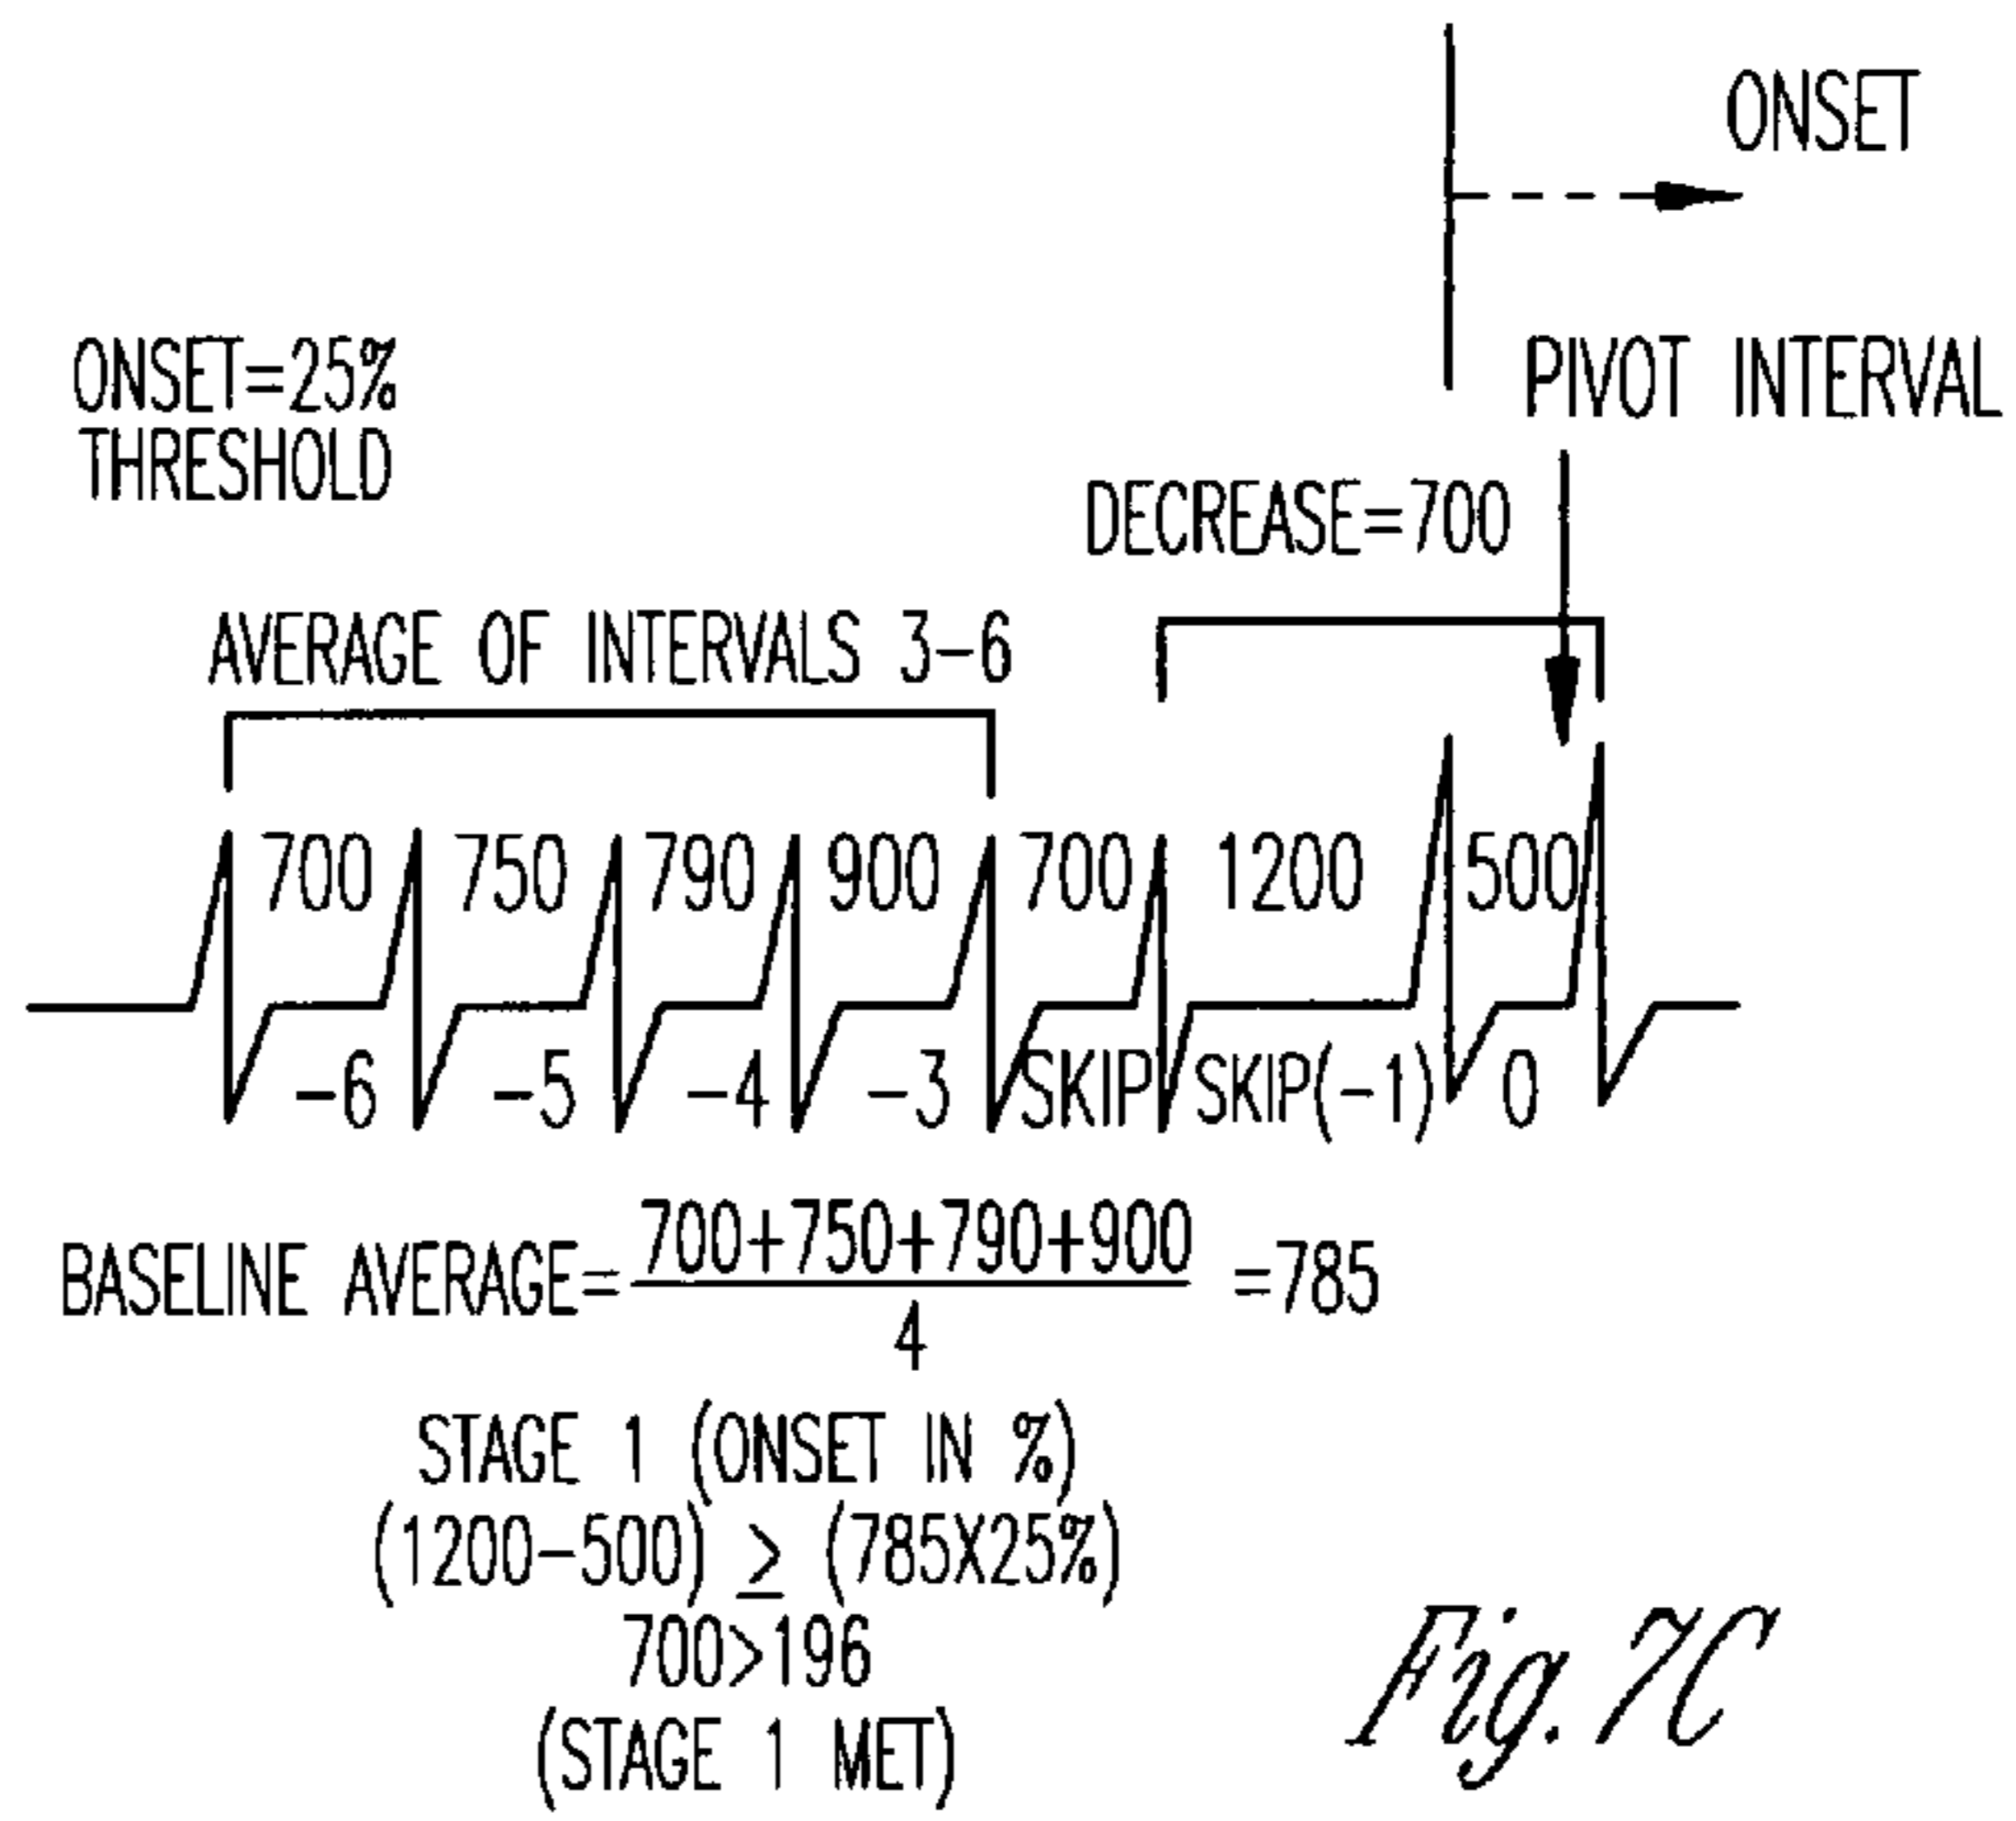 ONSET
ONSET=25%
THRESHOLD
PIVOT INTERVAL
DECREASE=700
AVERAGE OF INTERVALS 3-6
700 750 790 900 700 1200 500
-6 -5 -4 -3 SKIP SKIP(-1) 0
BASELINE AVERAGE=700+750+790+900/4=785
STAGE 1 (ONSET IN %)
(1200-500) ≥ (785X25%)
700>196
(STAGE 1 MET)
Fig. 7C